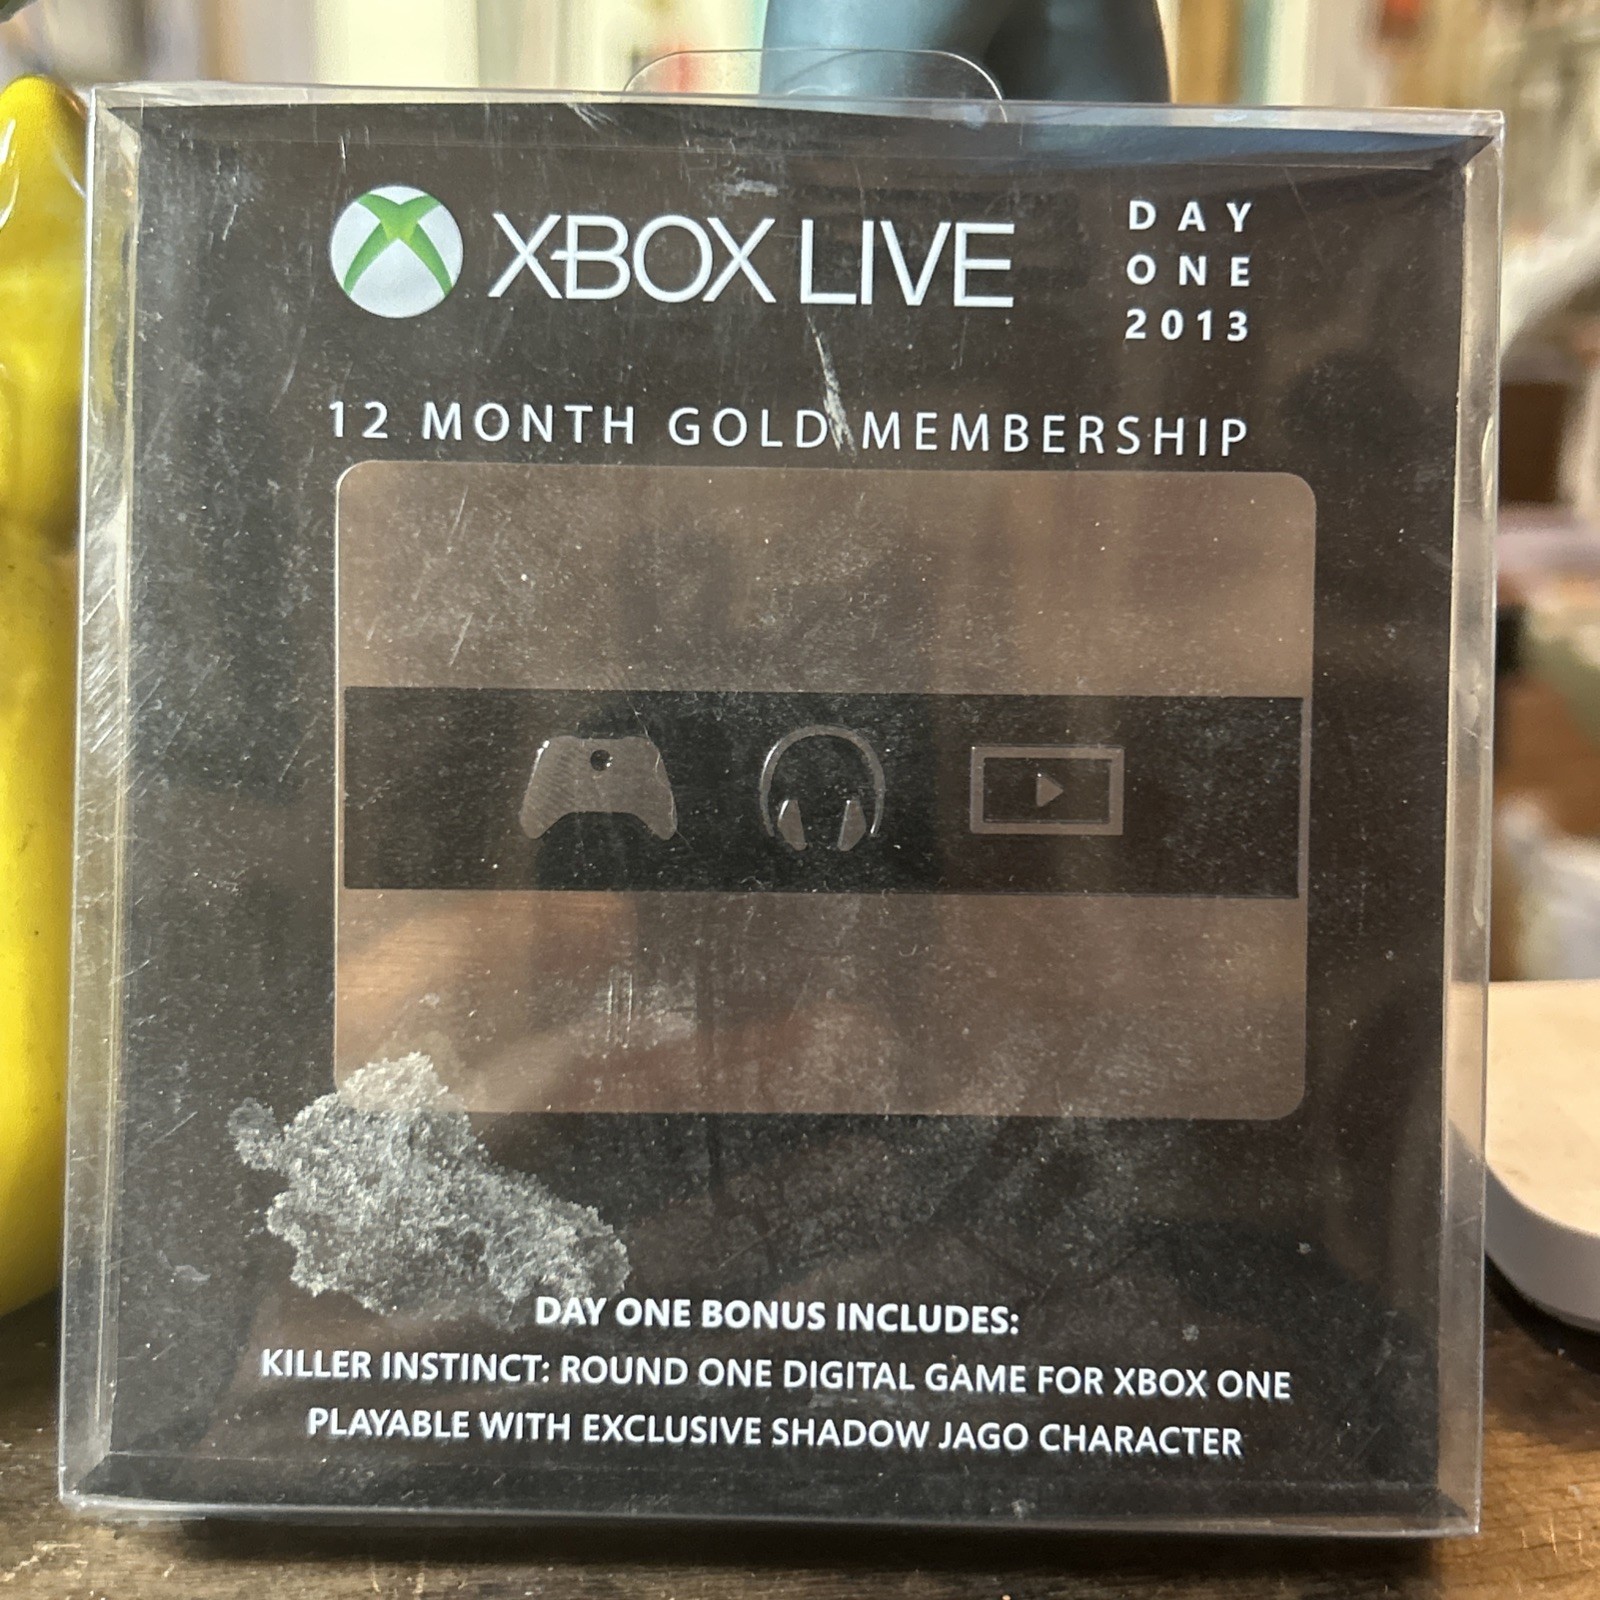 XBOX LIVE
DAY
ONE
2013
12 MONTH GOLD MEMBERSHIP
DAY ONE BONUS INCLUDES:
KILLER INSTINCT: ROUND ONE DIGITAL GAME FOR XBOX ONE
PLAYABLE WITH EXCLUSIVE SHADOW JAGO CHARACTER